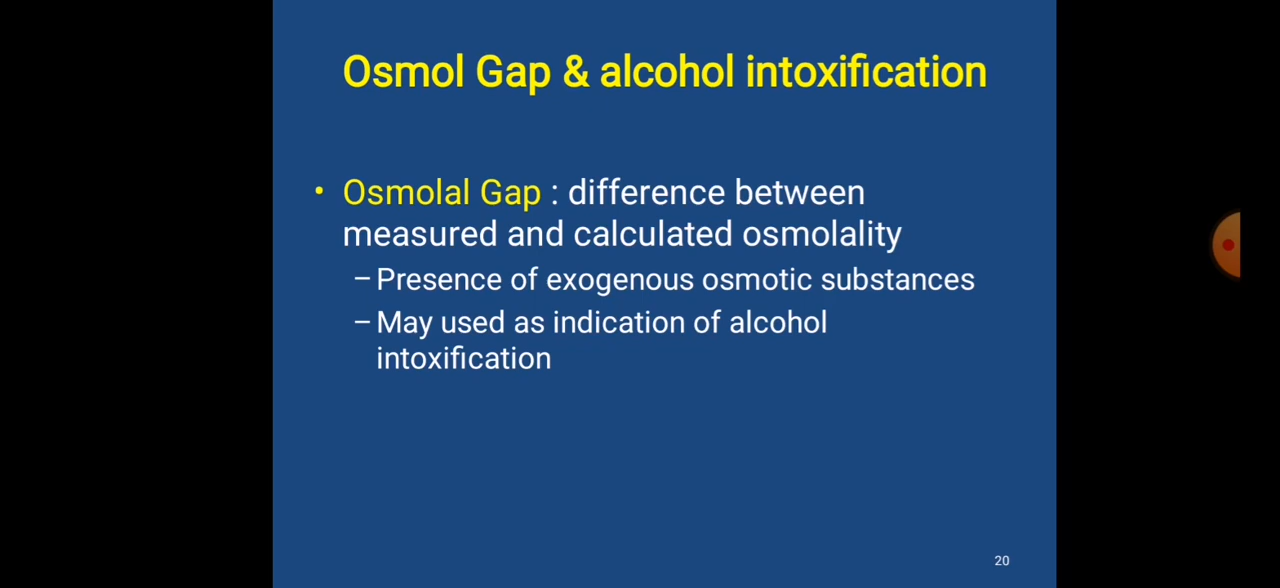 Osmol Gap & alcohol intoxification
• Osmolal Gap : difference between
measured and calculated osmolality
– Presence of exogenous osmotic substances
– May used as indication of alcohol
intoxification
20